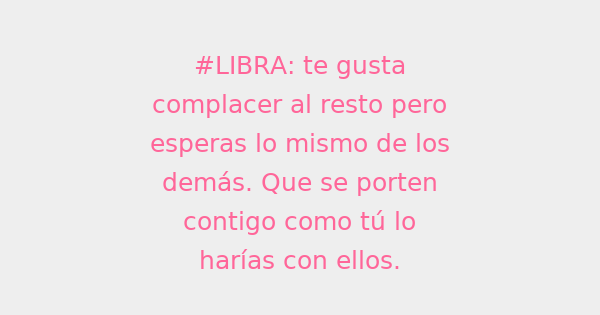 #LIBRA: te gusta
complacer al resto pero
esperas lo mismo de los
demás. Que se porten
contigo como tú lo
harías con ellos.